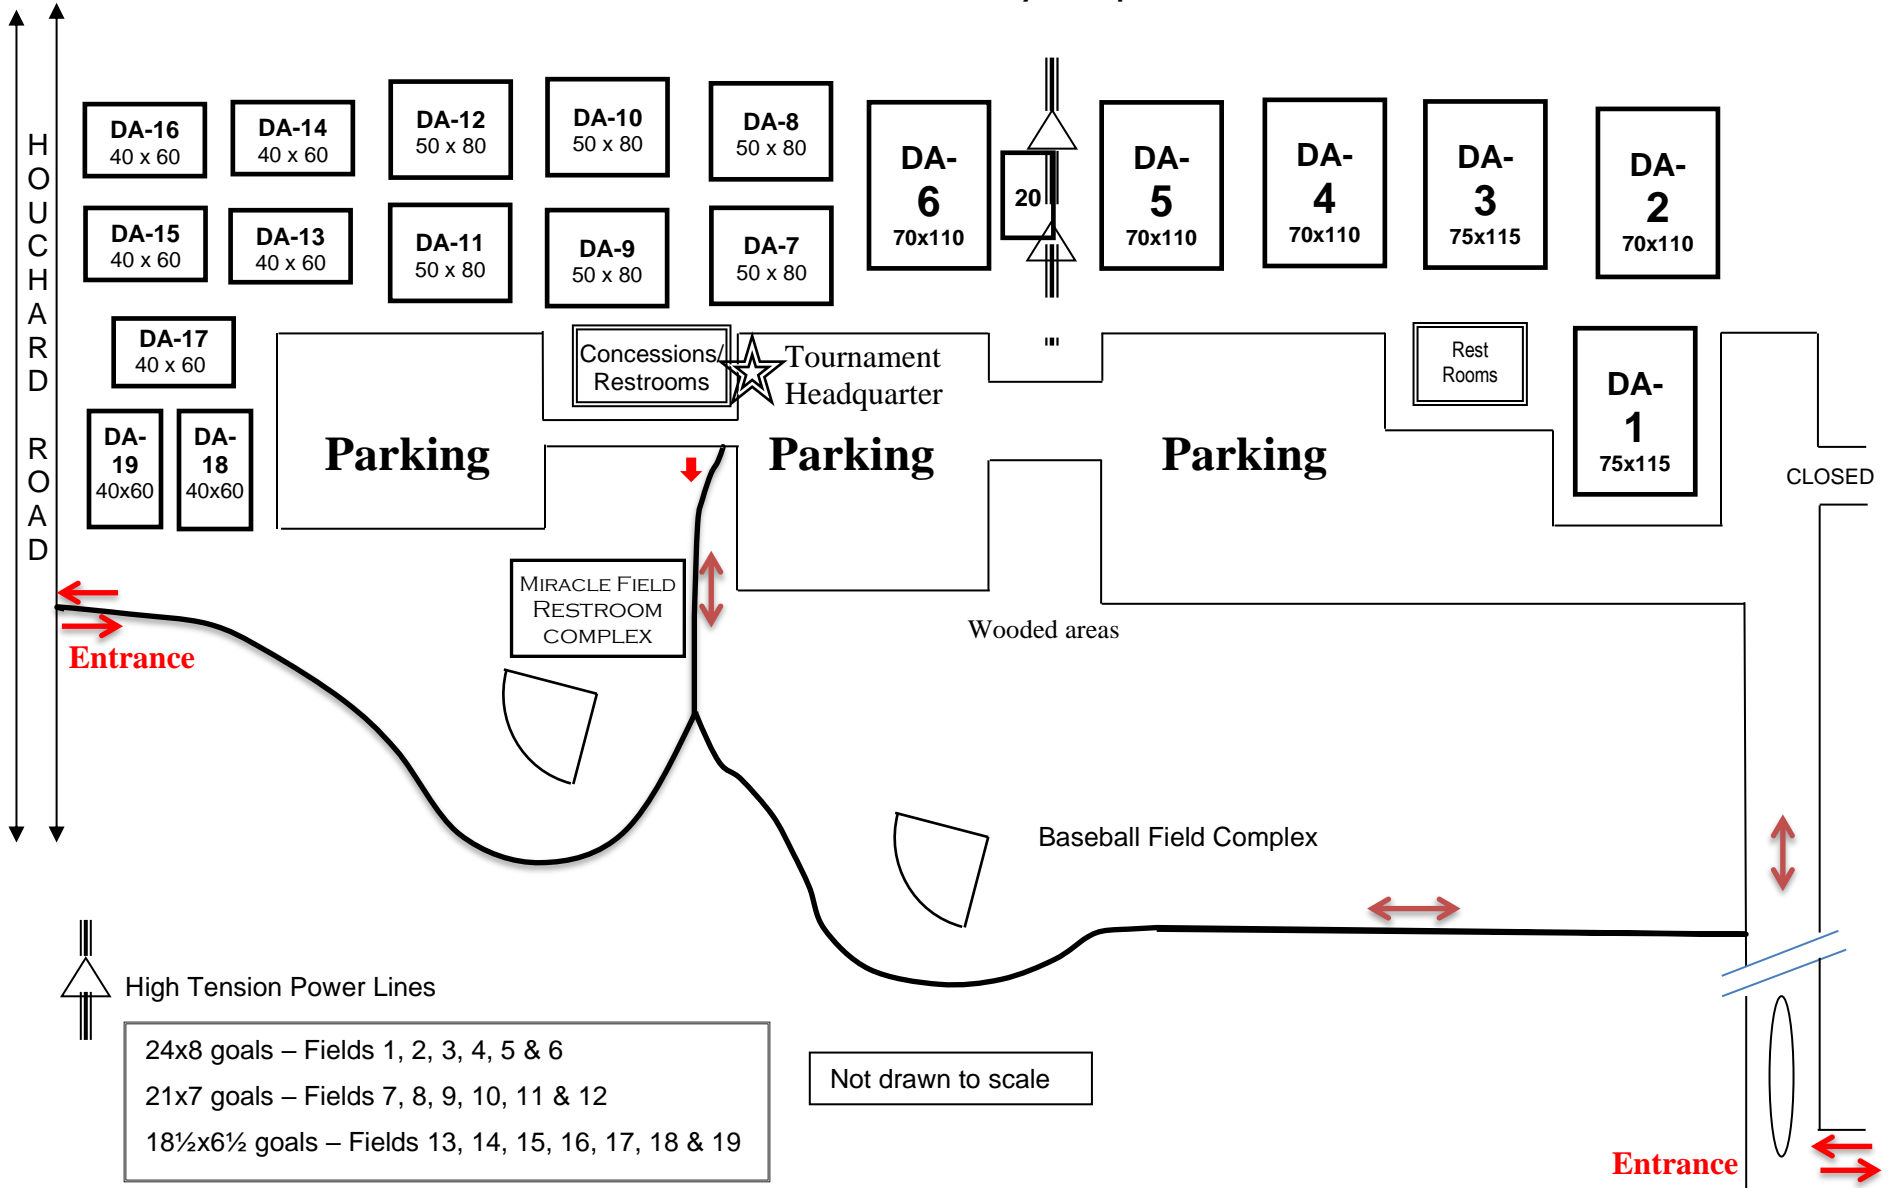 HOUCHARD ROAD
DA-16
40 x 60
DA-14
40 x 60
DA-12
50 x 80
DA-10
50 x 80
DA-8
50 x 80
DA-
6
70x110
20
DA-
5
70x110
DA-
4
70x110
DA-
3
75x115
DA-
2
70x110
DA-15
40 x 60
DA-13
40 x 60
DA-11
50 x 80
DA-9
50 x 80
DA-7
50 x 80
DA-17
40 x 60
Concessions/
Restrooms
Tournament
Headquarter
Rest
Rooms
DA-
1
75x115
DA-
19
40x60
DA-
18
40x60
Parking
Parking
Parking
CLOSED
MIRACLE FIELD
RESTROOM
COMPLEX
Wooded areas
Entrance
Baseball Field Complex
High Tension Power Lines
24x8 goals – Fields 1, 2, 3, 4, 5 & 6
21x7 goals – Fields 7, 8, 9, 10, 11 & 12
18½x6½ goals – Fields 13, 14, 15, 16, 17, 18 & 19
Not drawn to scale
Entrance